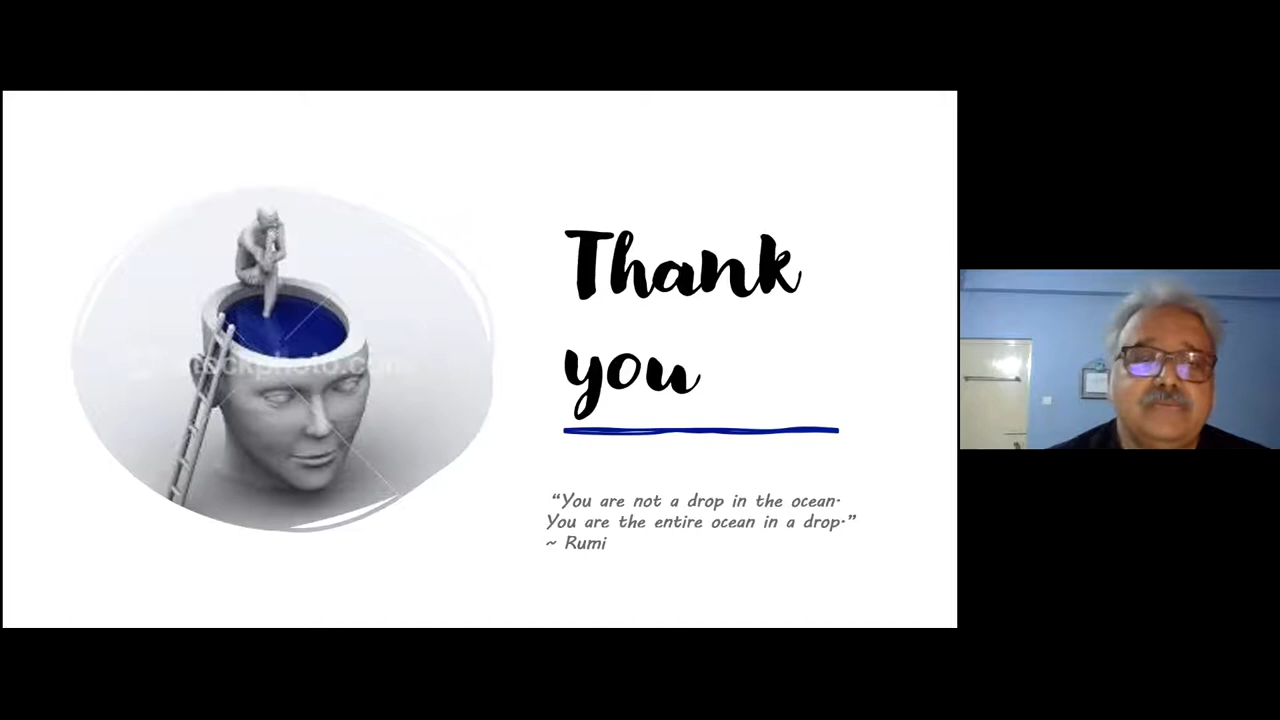 Thank
you
“You are not a drop in the ocean.
You are the entire ocean in a drop.”
~ Rumi